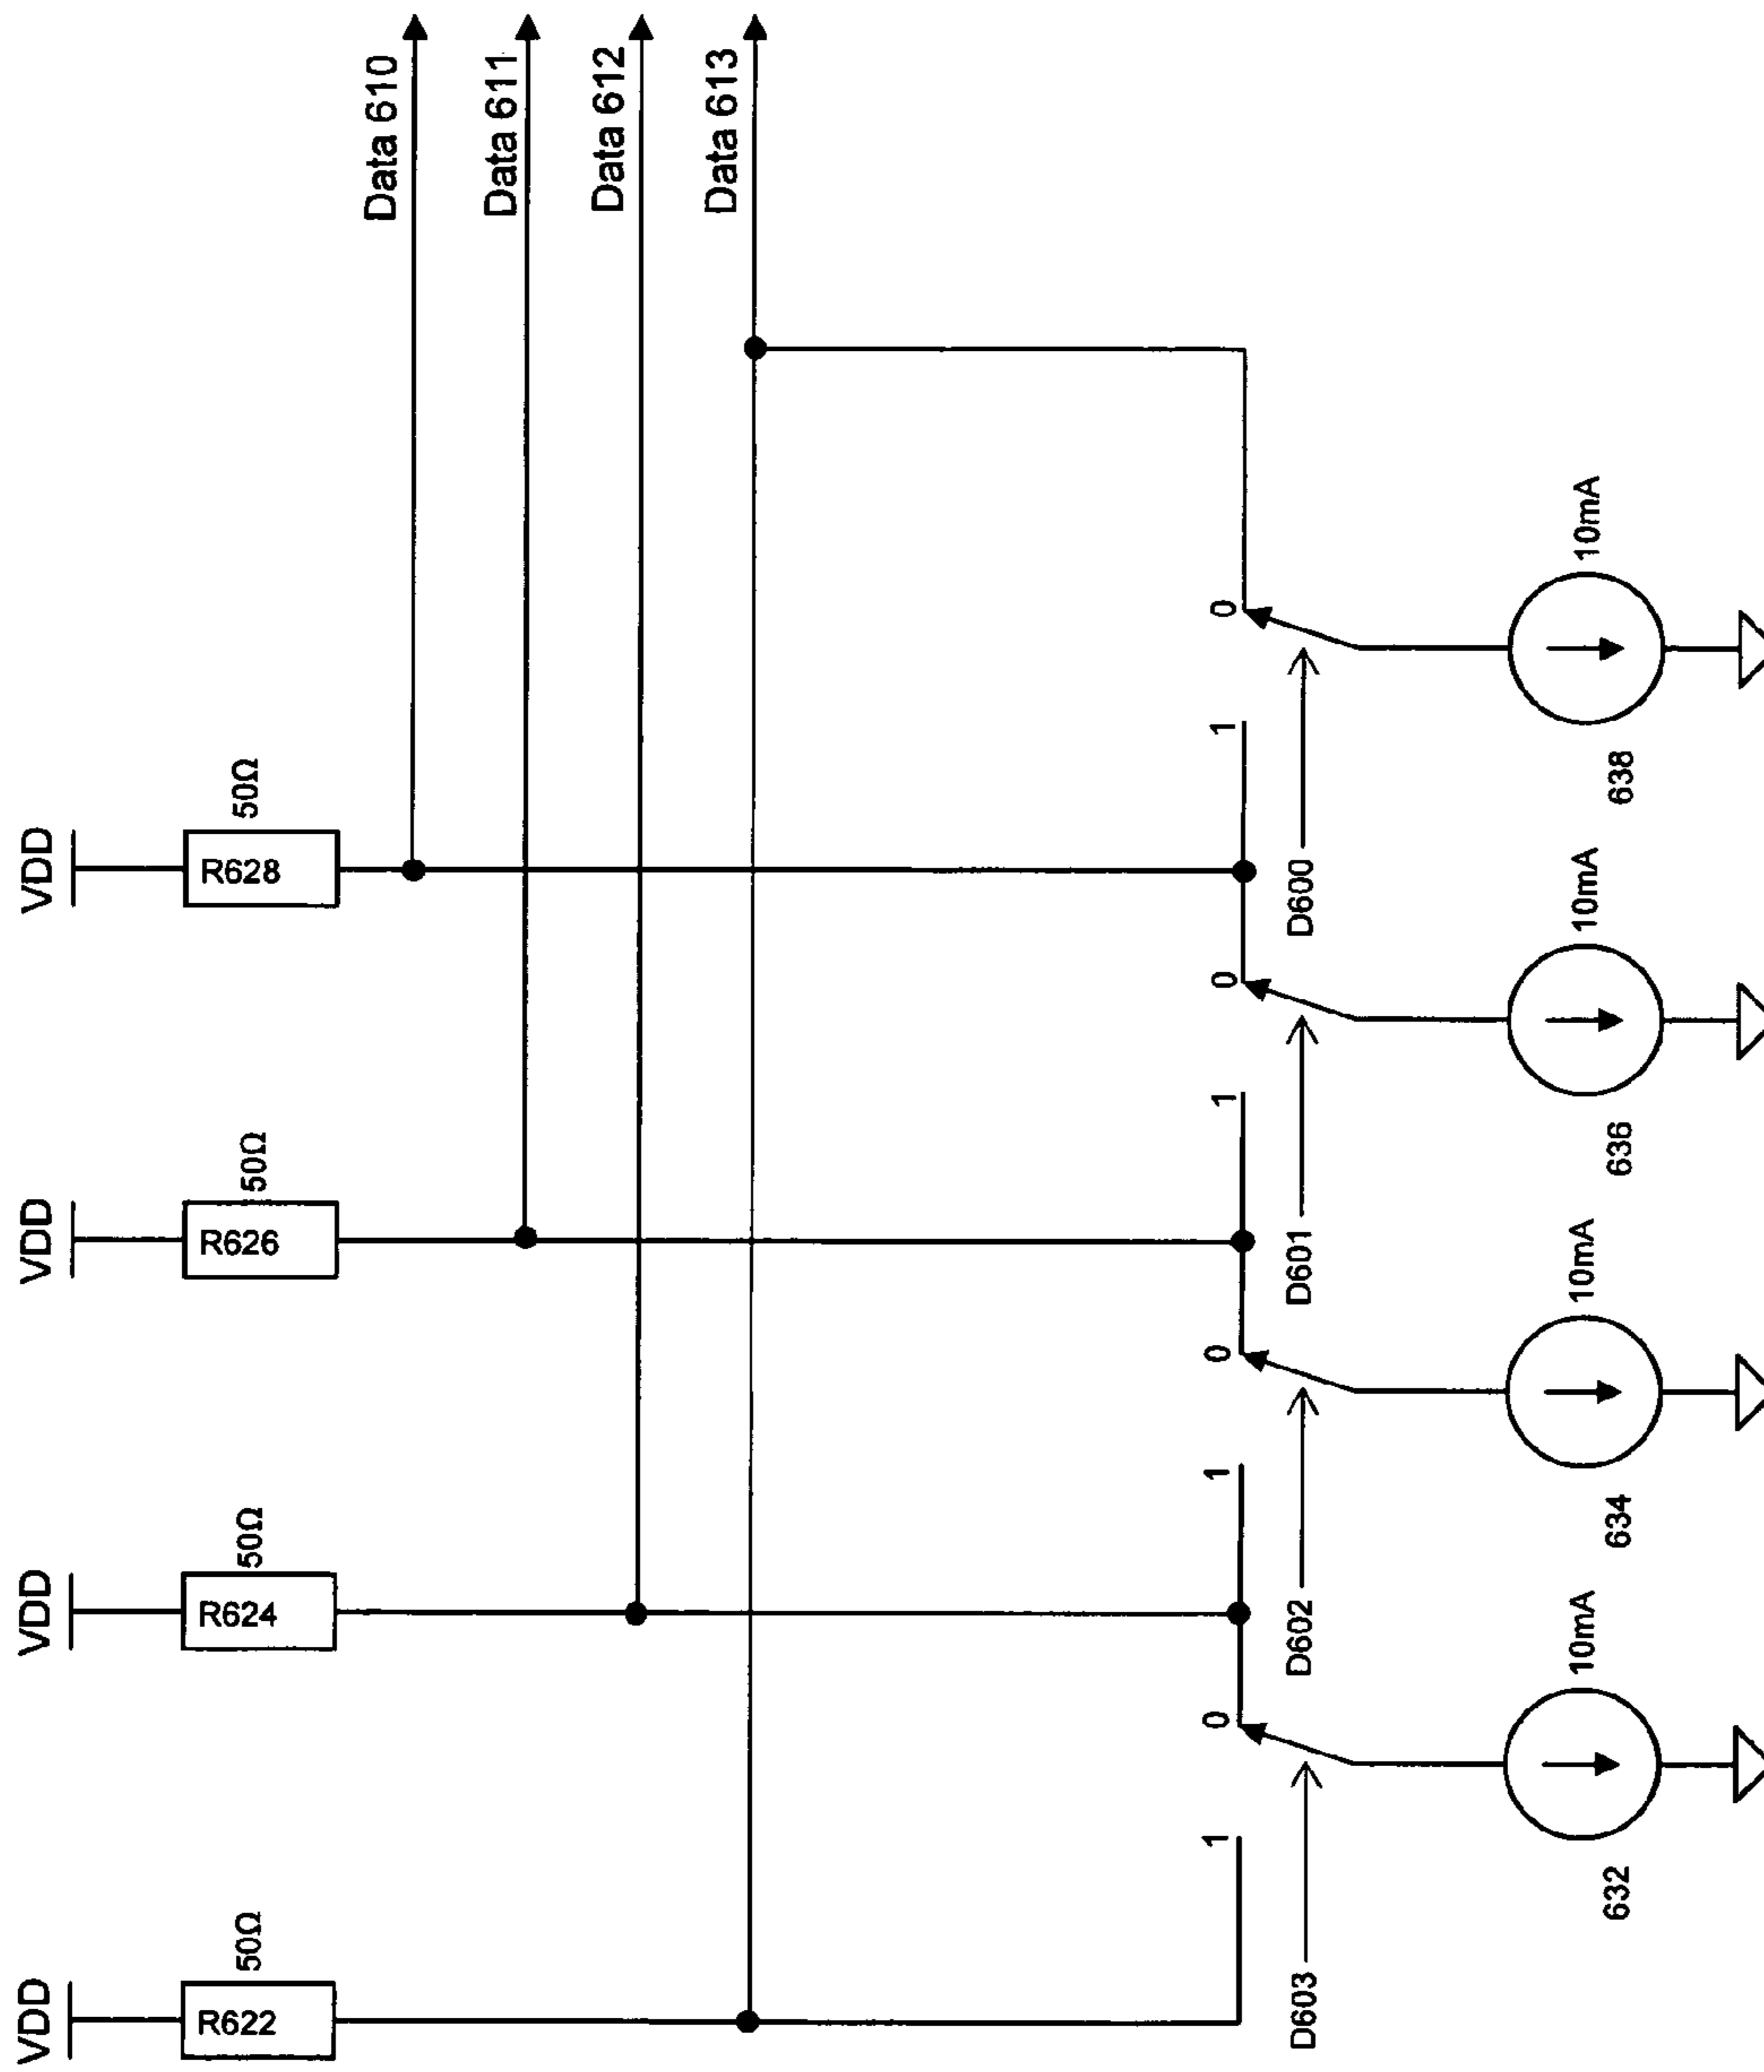 VDD
VDD
VDD
VDD
R622
50Ω
R624
50Ω
R626
50Ω
R628
50Ω
Data 610
Data 611
Data 612
Data 613
1
0
1
0
1
0
1
0
D603
D602
D601
D600
632
10mA
634
10mA
636
10mA
638
10mA